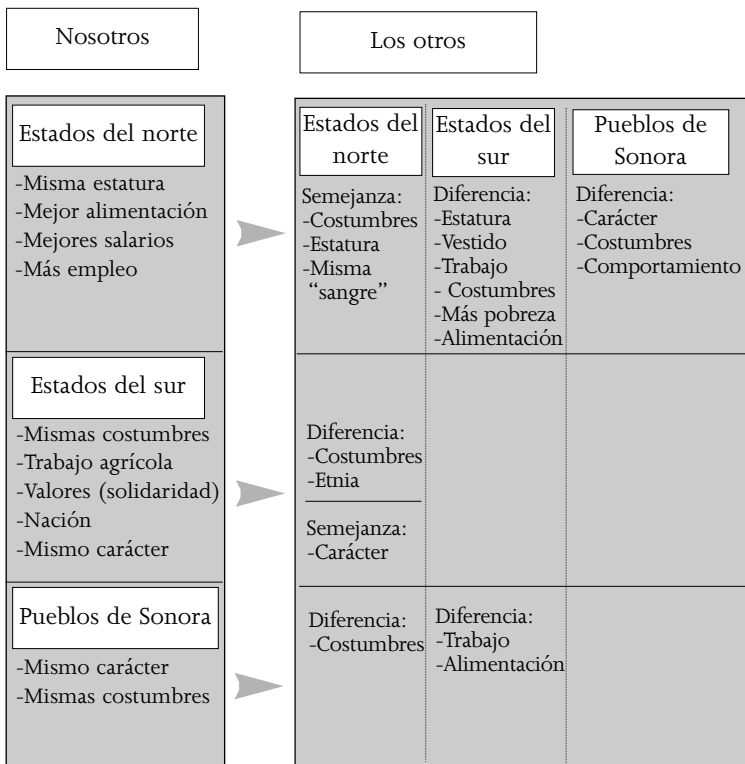 Nosotros
Los otros
Estados del norte
-Misma estatura
-Mejor alimentación
-Mejores salarios
-Más empleo
Estados del
norte
Semejanza:
-Costumbres
-Estatura
-Misma
“sangre”
Estados del
sur
Diferencia:
-Estatura
-Vestido
-Trabajo
- Costumbres
-Más pobreza
-Alimentación
Pueblos de
Sonora
Diferencia:
-Carácter
-Costumbres
-Comportamiento
Estados del sur
-Mismas costumbres
-Trabajo agrícola
-Valores (solidaridad)
-Nación
-Mismo carácter
Diferencia:
-Costumbres
-Etnia
Semejanza:
-Carácter
Pueblos de Sonora
-Mismo carácter
-Mismas costumbres
Diferencia:
-Costumbres
Diferencia:
-Trabajo
-Alimentación